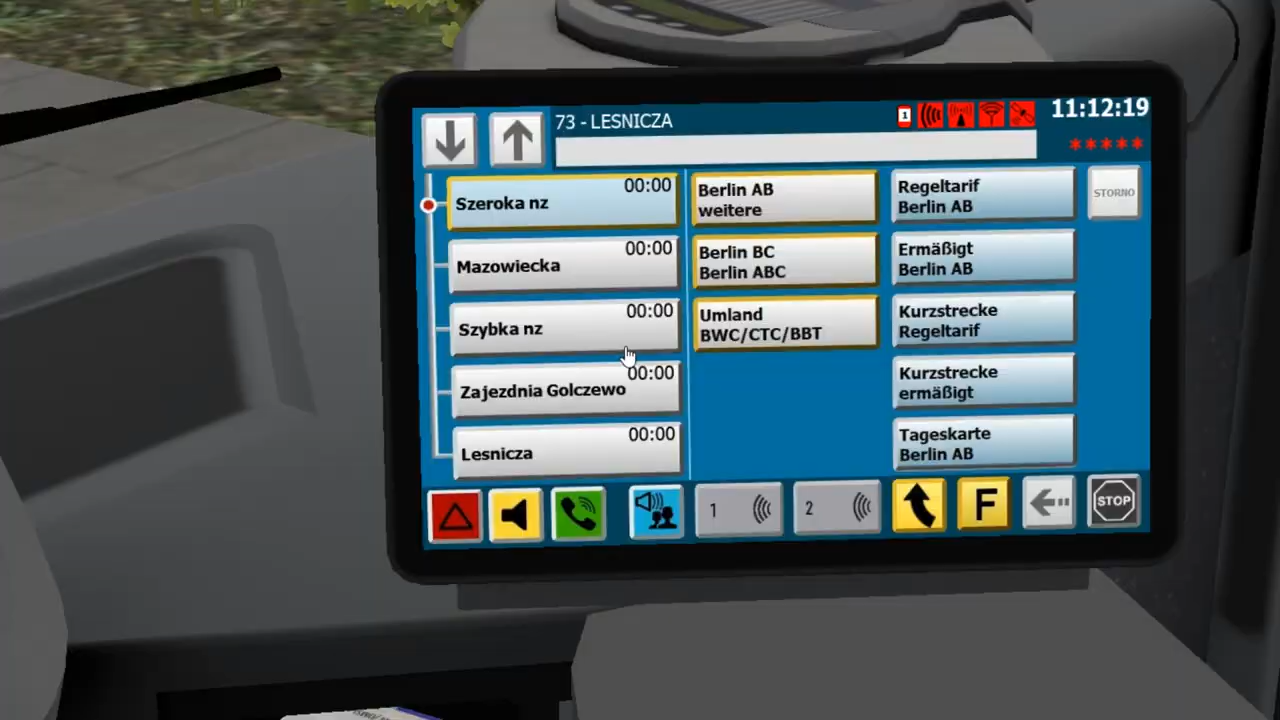 73 - LESNICZA
1
11:12:19
*****
Szeroka nz 00:00
Mazowiecka 00:00
Szybka nz 00:00
Zajezdnia Golczewo 00:00
Lesnicza 00:00
Berlin AB
weitere
Berlin BC
Berlin ABC
Umland
BWC/CTC/BBT
Regeltarif
Berlin AB
Ermäßigt
Berlin AB
Kurzstrecke
Regeltarif
Kurzstrecke
ermäßigt
Tageskarte
Berlin AB
STORNO
1
2
F
STOP